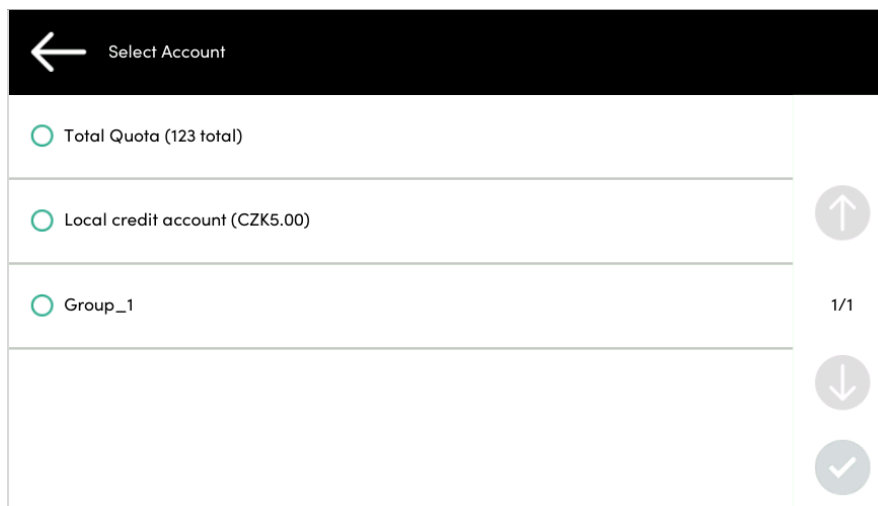 Select Account
Total Quota (123 total)
Local credit account (CZK5.00)
Group_1
1/1